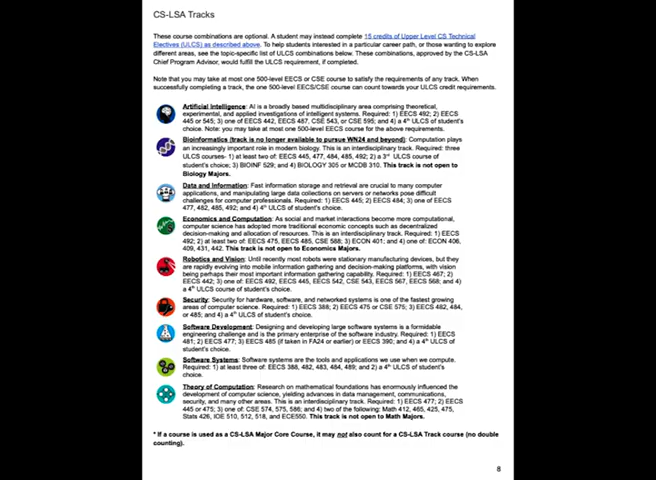 CS-LSA Tracks
These course combinations are optional. A student may instead complete 15 credits of Upper Level CS Technical
Electives (ULCS) as described above. To help students interested in a particular career path, or those wanting to explore
different areas, see the topic-specific list of ULCS combinations below. These combinations, approved by the CS-LSA
Chief Program Advisor, would fulfill the ULCS requirement, if completed.
Note that you may take at most one 500-level EECS or CSE course to satisfy the requirements of any track. When
successfully completing a track, the one 500-level EECS/CSE course can count towards your ULCS credit requirements.
Artificial Intelligence: AI is a broadly based multidisciplinary area comprising theoretical,
experimental, and applied investigations of intelligent systems. Required: 1) EECS 492; 2) EECS
445 or 545; 3) one of EECS 442, EECS 487, CSE 543, or CSE 595; and 4) a 4th ULCS of student's
choice. Note: you may take at most one 500-level EECS course for the above requirements.
Bioinformatics (track is no longer available to pursue WN24 and beyond): Computation plays
an increasingly important role in modern biology. This is an interdisciplinary track. Required: three
ULCS courses- 1) at least two of: EECS 445, 477, 484, 485, 492; 2) a 3rd ULCS course of
student's choice; 3) BIOINF 529; and 4) BIOLOGY 305 or MCDB 310. This track is not open to
Biology Majors.
Data and Information: Fast information storage and retrieval are crucial to many computer
applications, and manipulating large data collections on servers or networks pose difficult
challenges for computer professionals. Required: 1) EECS 445; 2) EECS 484; 3) one of EECS
477, 482, 485, 492; and 4) 4th ULCS of student's choice.
Economics and Computation: As social and market interactions become more computational,
computer science has adopted more traditional economic concepts such as decentralized
decision-making and allocation of resources. This is an interdisciplinary track. Required: 1) EECS
492; 2) at least two of: EECS 475, EECS 485, CSE 588; 3) ECON 401; and 4) one of: ECON 406,
409, 431, 442. This track is not open to Economics Majors.
Robotics and Vision: Until recently most robots were stationary manufacturing devices, but they
are rapidly evolving into mobile information gathering and decision-making platforms, with vision
being perhaps their most important information gathering capability. Required: 1) EECS 467; 2)
EECS 442; 3) one of: EECS 492, EECS 445, EECS 542, CSE 543, EECS 567, EECS 568; and 4)
a 4th ULCS course of student's choice.
Security: Security for hardware, software, and networked systems is one of the fastest growing
areas of computer science. Required: 1) EECS 388; 2) EECS 475 or CSE 575; 3) EECS 482, 484,
or 485; and 4) a 4th ULCS of student's choice.
Software Development: Designing and developing large software systems is a formidable
engineering challenge and is the primary enterprise of the software industry. Required: 1) EECS
481; 2) EECS 477; 3) EECS 485 (if taken in FA24 or earlier) or EECS 390; and 4) a 4th ULCS of
student's choice.
Software Systems: Software systems are the tools and applications we use when we compute.
Required: 1) at least three of: EECS 388, 482, 483, 484, 489; and 2) a 4th ULCS of student's
choice.
Theory of Computation: Research on mathematical foundations has enormously influenced the
development of computer science, yielding advances in data management, communications,
security, and many other areas. This is an interdisciplinary track. Required: 1) EECS 477; 2) EECS
445 or 475; 3) one of: CSE 574, 575, 586; and 4) two of the following: Math 412, 465, 425, 475,
Stats 426, IOE 510, 512, 518, and ECE550. This track is not open to Math Majors.
* If a course is used as a CS-LSA Major Core Course, it may not also count for a CS-LSA Track course (no double
counting).
8